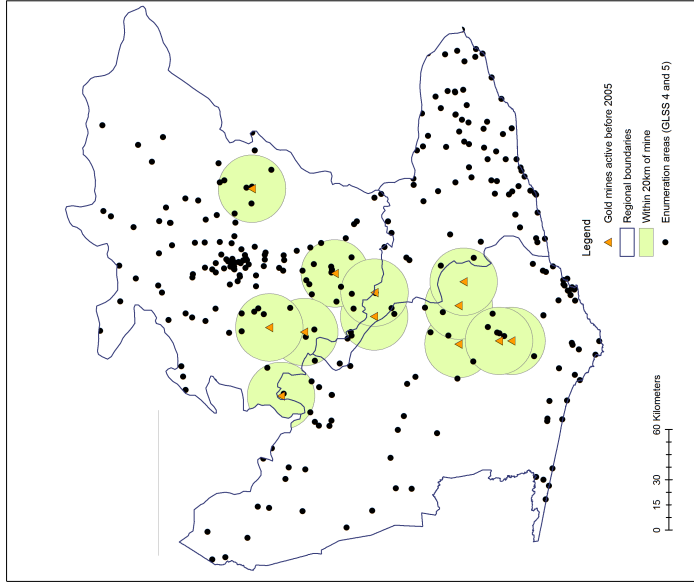 Legend
Gold mines active before 2005
Regional boundaries
Within 20km of mine
Enumeration areas (GLSS 4 and 5)
0 15 30 60 Kilometers